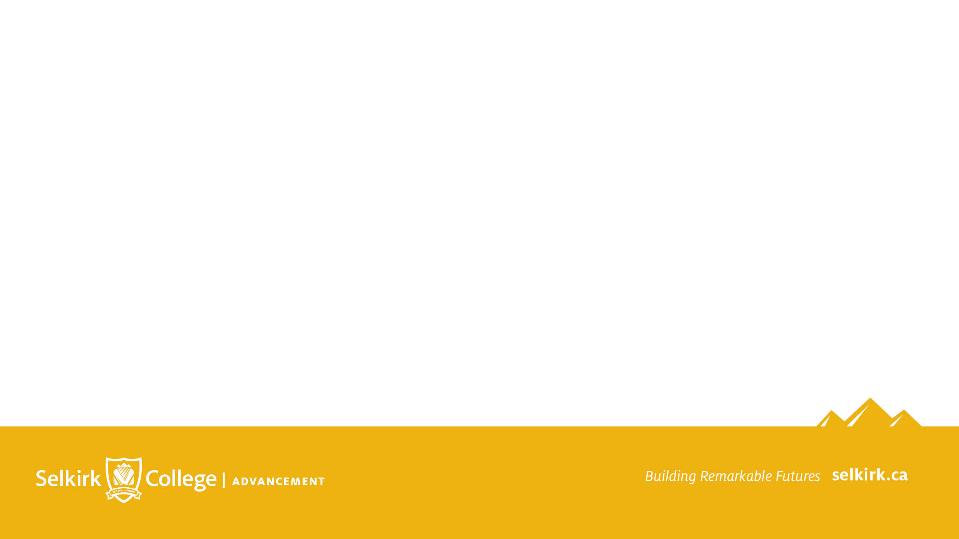 Selkirk College | ADVANCEMENT
Building Remarkable Futures selkirk.ca